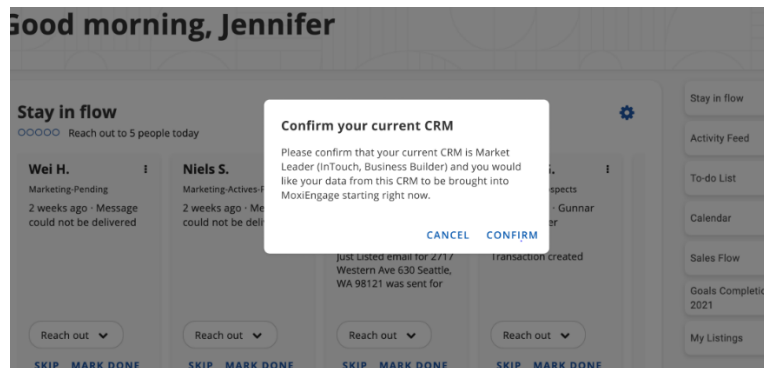 Good morning, Jennifer
Stay in flow
Reach out to 5 people today
Wei H.
Marketing-Pending
2 weeks ago · Message
could not be delivered
Reach out
SKIP MARK DONE
Niels S.
Marketing-Actives-
2 weeks ago ·
could not be
Reach out
SKIP MARK DONE
Confirm your current CRM
Please confirm that your current CRM is Market
Leader (InTouch, Business Builder) and you would
like your data from this CRM to be brought into
MoxiEngage starting right now.
CANCEL CONFIRM
Just Listed email for 2717
Western Ave 630 Seattle,
WA 98121 was sent for
Reach out
SKIP MARK DONE
· Gunnar
Transaction created
Reach out
SKIP MARK DONE
Stay in flow
Activity Feed
To-do List
Calendar
Sales Flow
Goals
2021
My Listings